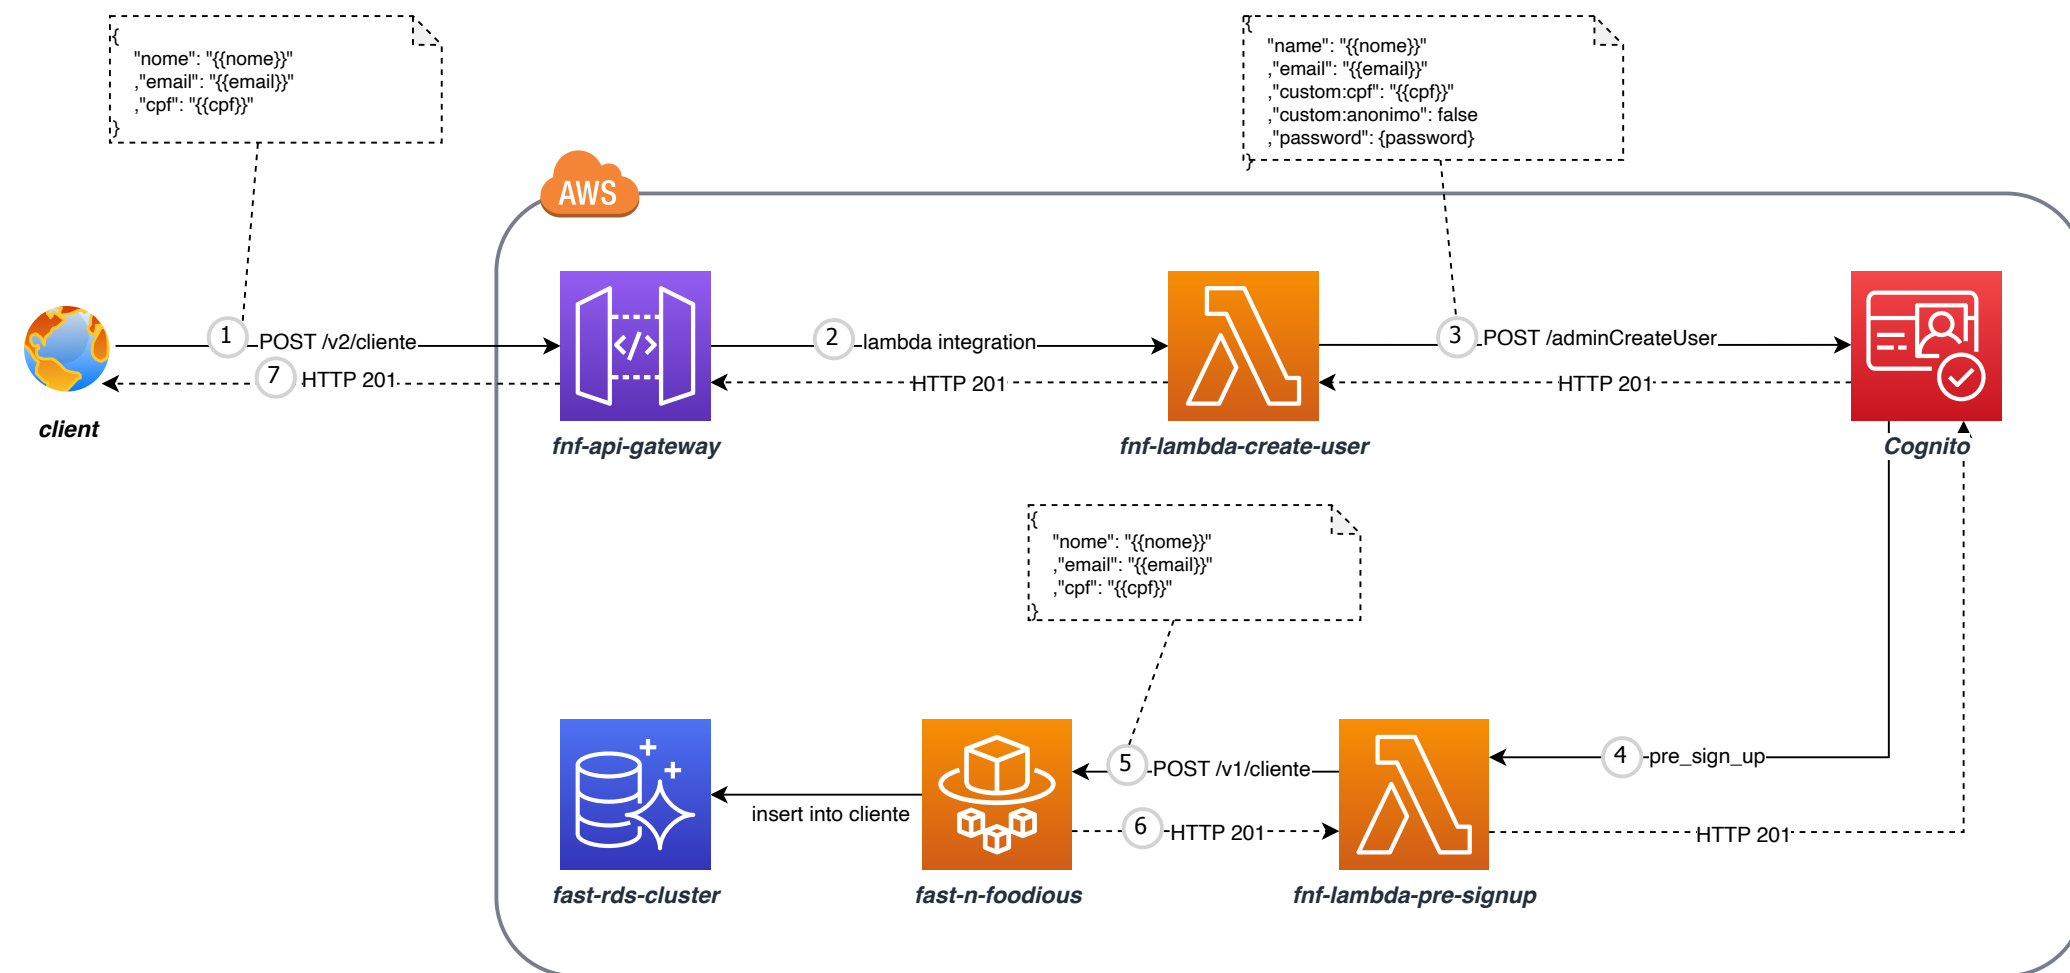 {
"nome": "{{nome}}"
,"email": "{{email}}"
,"cpf": "{{cpf}}"
}
{
"name": "{{nome}}"
,"email": "{{email}}"
,"custom:cpf": "{{cpf}}"
,"custom:anonimo": false
,"password": {password}
}
AWS
1 POST /v2/cliente
2 lambda integration
3 POST /adminCreateUser
7 HTTP 201
HTTP 201
HTTP 201
client
fnf-api-gateway
fnf-lambda-create-user
Cognito
{
"nome": "{{nome}}"
,"email": "{{email}}"
,"cpf": "{{cpf}}"
}
4 pre_sign_up
5 POST /v1/cliente
insert into cliente
6 HTTP 201
HTTP 201
fast-rds-cluster
fast-n-foodious
fnf-lambda-pre-signup